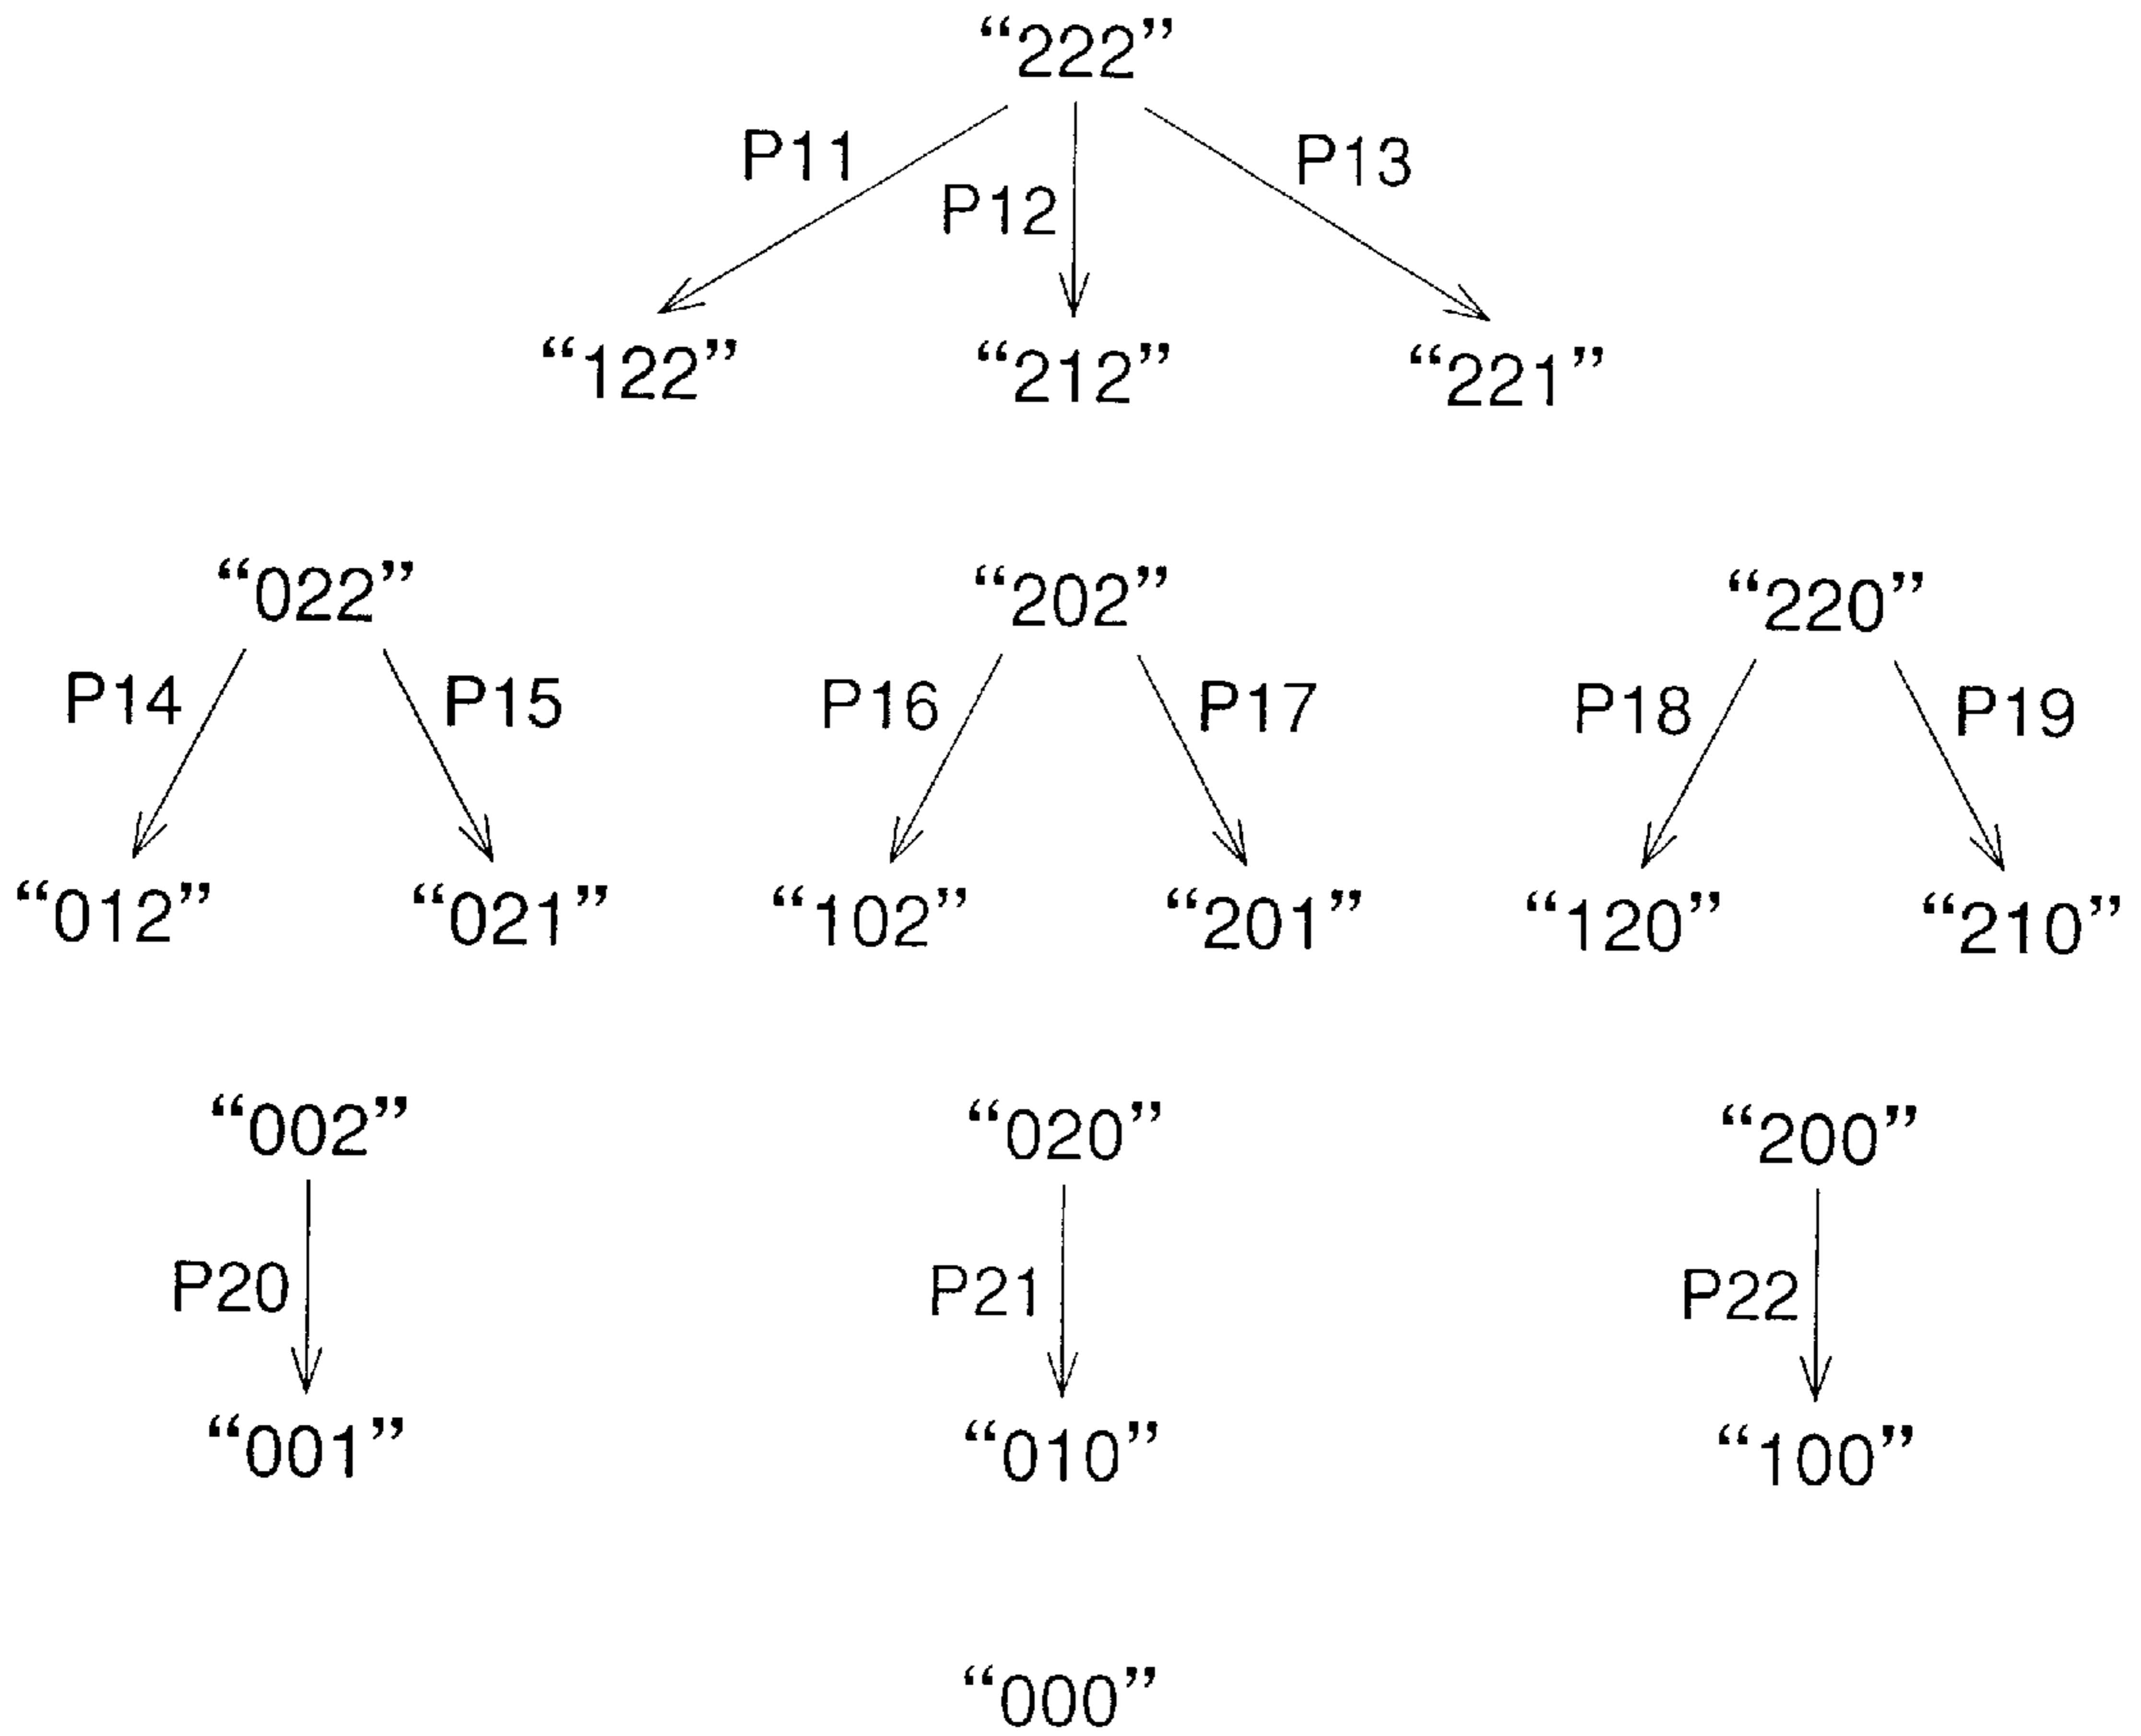 “222”
P11 P12 P13
“122” “212” “221”
“022” “202” “220”
P14 P15 P16 P17 P18 P19
“012” “021” “102” “201” “120” “210”
“002” “020” “200”
P20 P21 P22
“001” “010” “100”
“000”